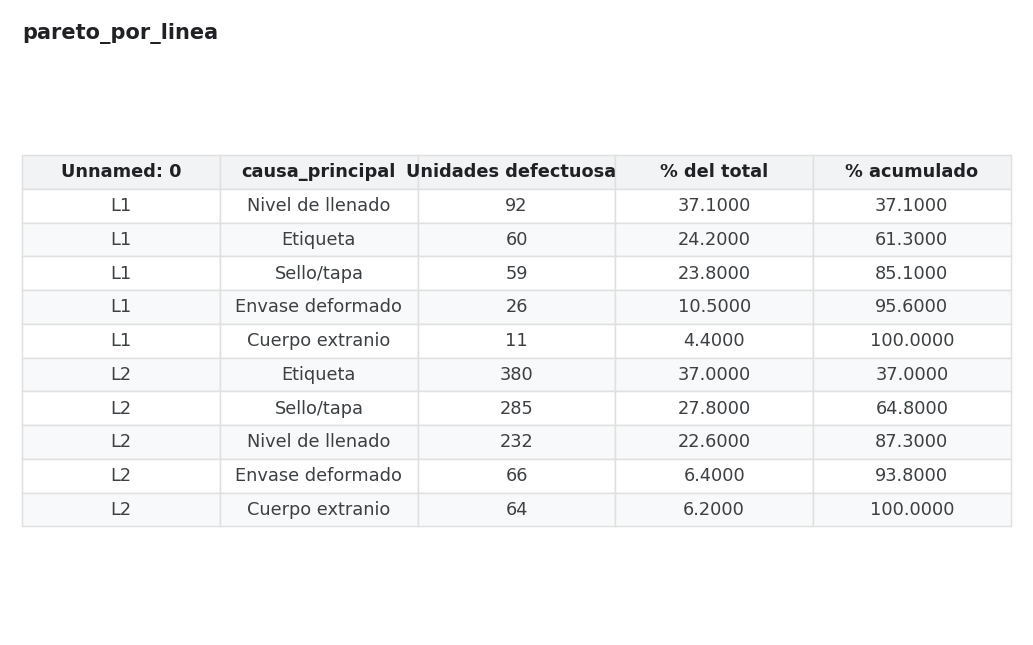 pareto_por_linea
Unnamed: 0 causa_principal Unidades defectuosa % del total % acumulado
L1 Nivel de llenado 92 37.1000 37.1000
L1 Etiqueta 60 24.2000 61.3000
L1 Sello/tapa 59 23.8000 85.1000
L1 Envase deformado 26 10.5000 95.6000
L1 Cuerpo extranio 11 4.4000 100.0000
L2 Etiqueta 380 37.0000 37.0000
L2 Sello/tapa 285 27.8000 64.8000
L2 Nivel de llenado 232 22.6000 87.3000
L2 Envase deformado 66 6.4000 93.8000
L2 Cuerpo extranio 64 6.2000 100.0000